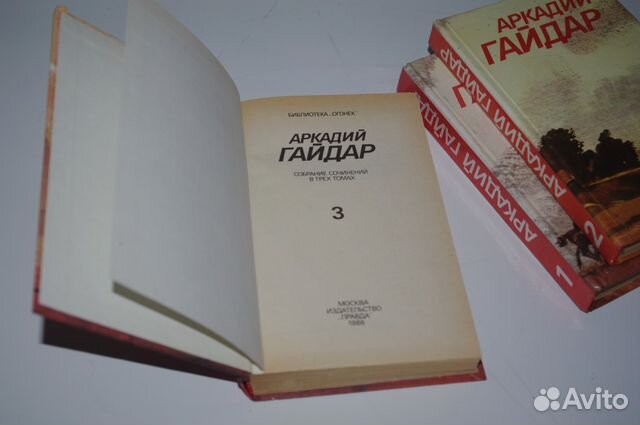 БИБЛИОТЕКА „ОГОНЕК"
АРКАДИЙ
ГАЙДАР
СОБРАНИЕ СОЧИНЕНИЙ
В ТРЕХ ТОМАХ
3
МОСКВА
ИЗДАТЕЛЬСТВО
„ПРАВДА"
1986
АРКАДИЙ
ГАЙДАР
АРКАДИЙ ГАЙДАР
2
АРКАДИЙ ГАЙДАР
1
Avito